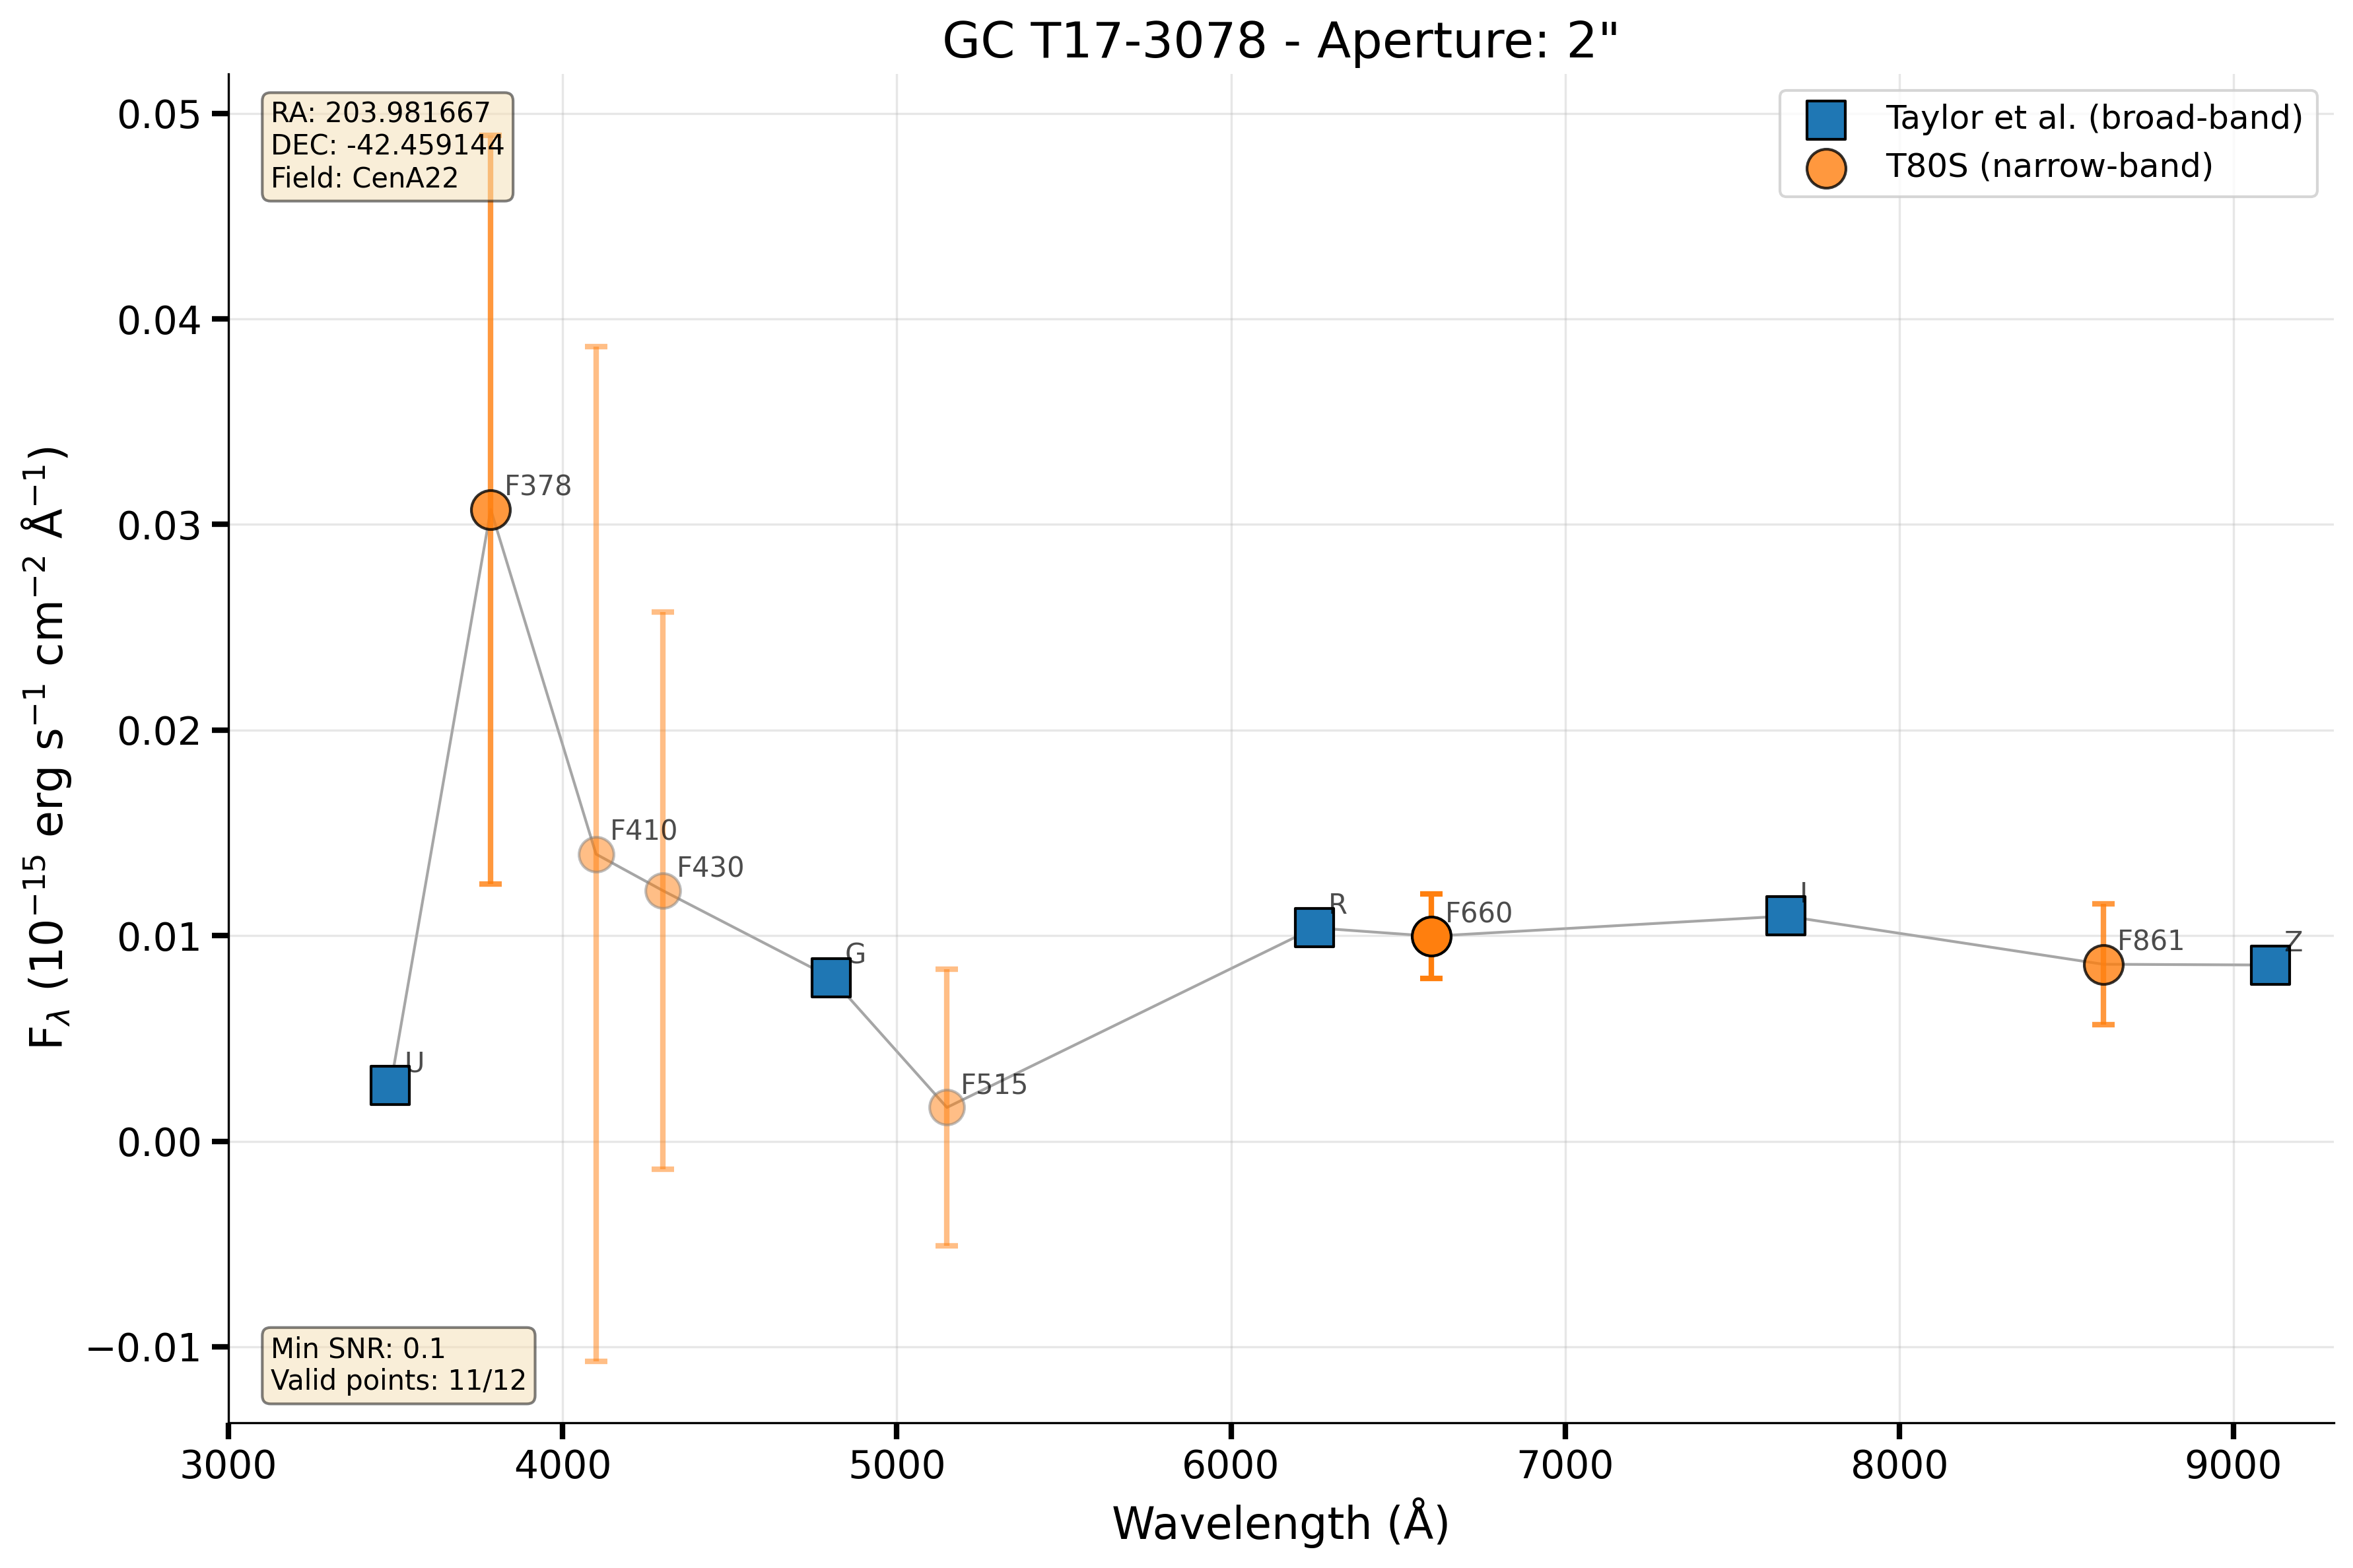 GC T17-3078 - Aperture: 2"
RA: 203.981667
DEC: -42.459144
Field: CenA22
Taylor et al. (broad-band)
T80S (narrow-band)
0.05
0.04
0.03
0.02
0.01
0.00
−0.01
F_λ (10⁻¹⁵ erg s⁻¹ cm⁻² Å⁻¹)
U
F378
F410
F430
G
F515
R
F660
I
F861
Z
Min SNR: 0.1
Valid points: 11/12
3000 4000 5000 6000 7000 8000 9000
Wavelength (Å)